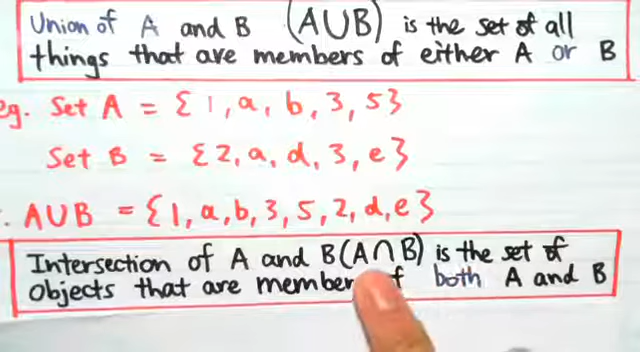 Union of A and B (A∪B) is the set of all
things that are members of either A or B
eg. Set A = {1, a, b, 3, 5}
Set B = {2, a, d, 3, e}
A∪B = {1, a, b, 3, 5, 2, d, e}
Intersection of A and B (A∩B) is the set of
objects that are both A and B